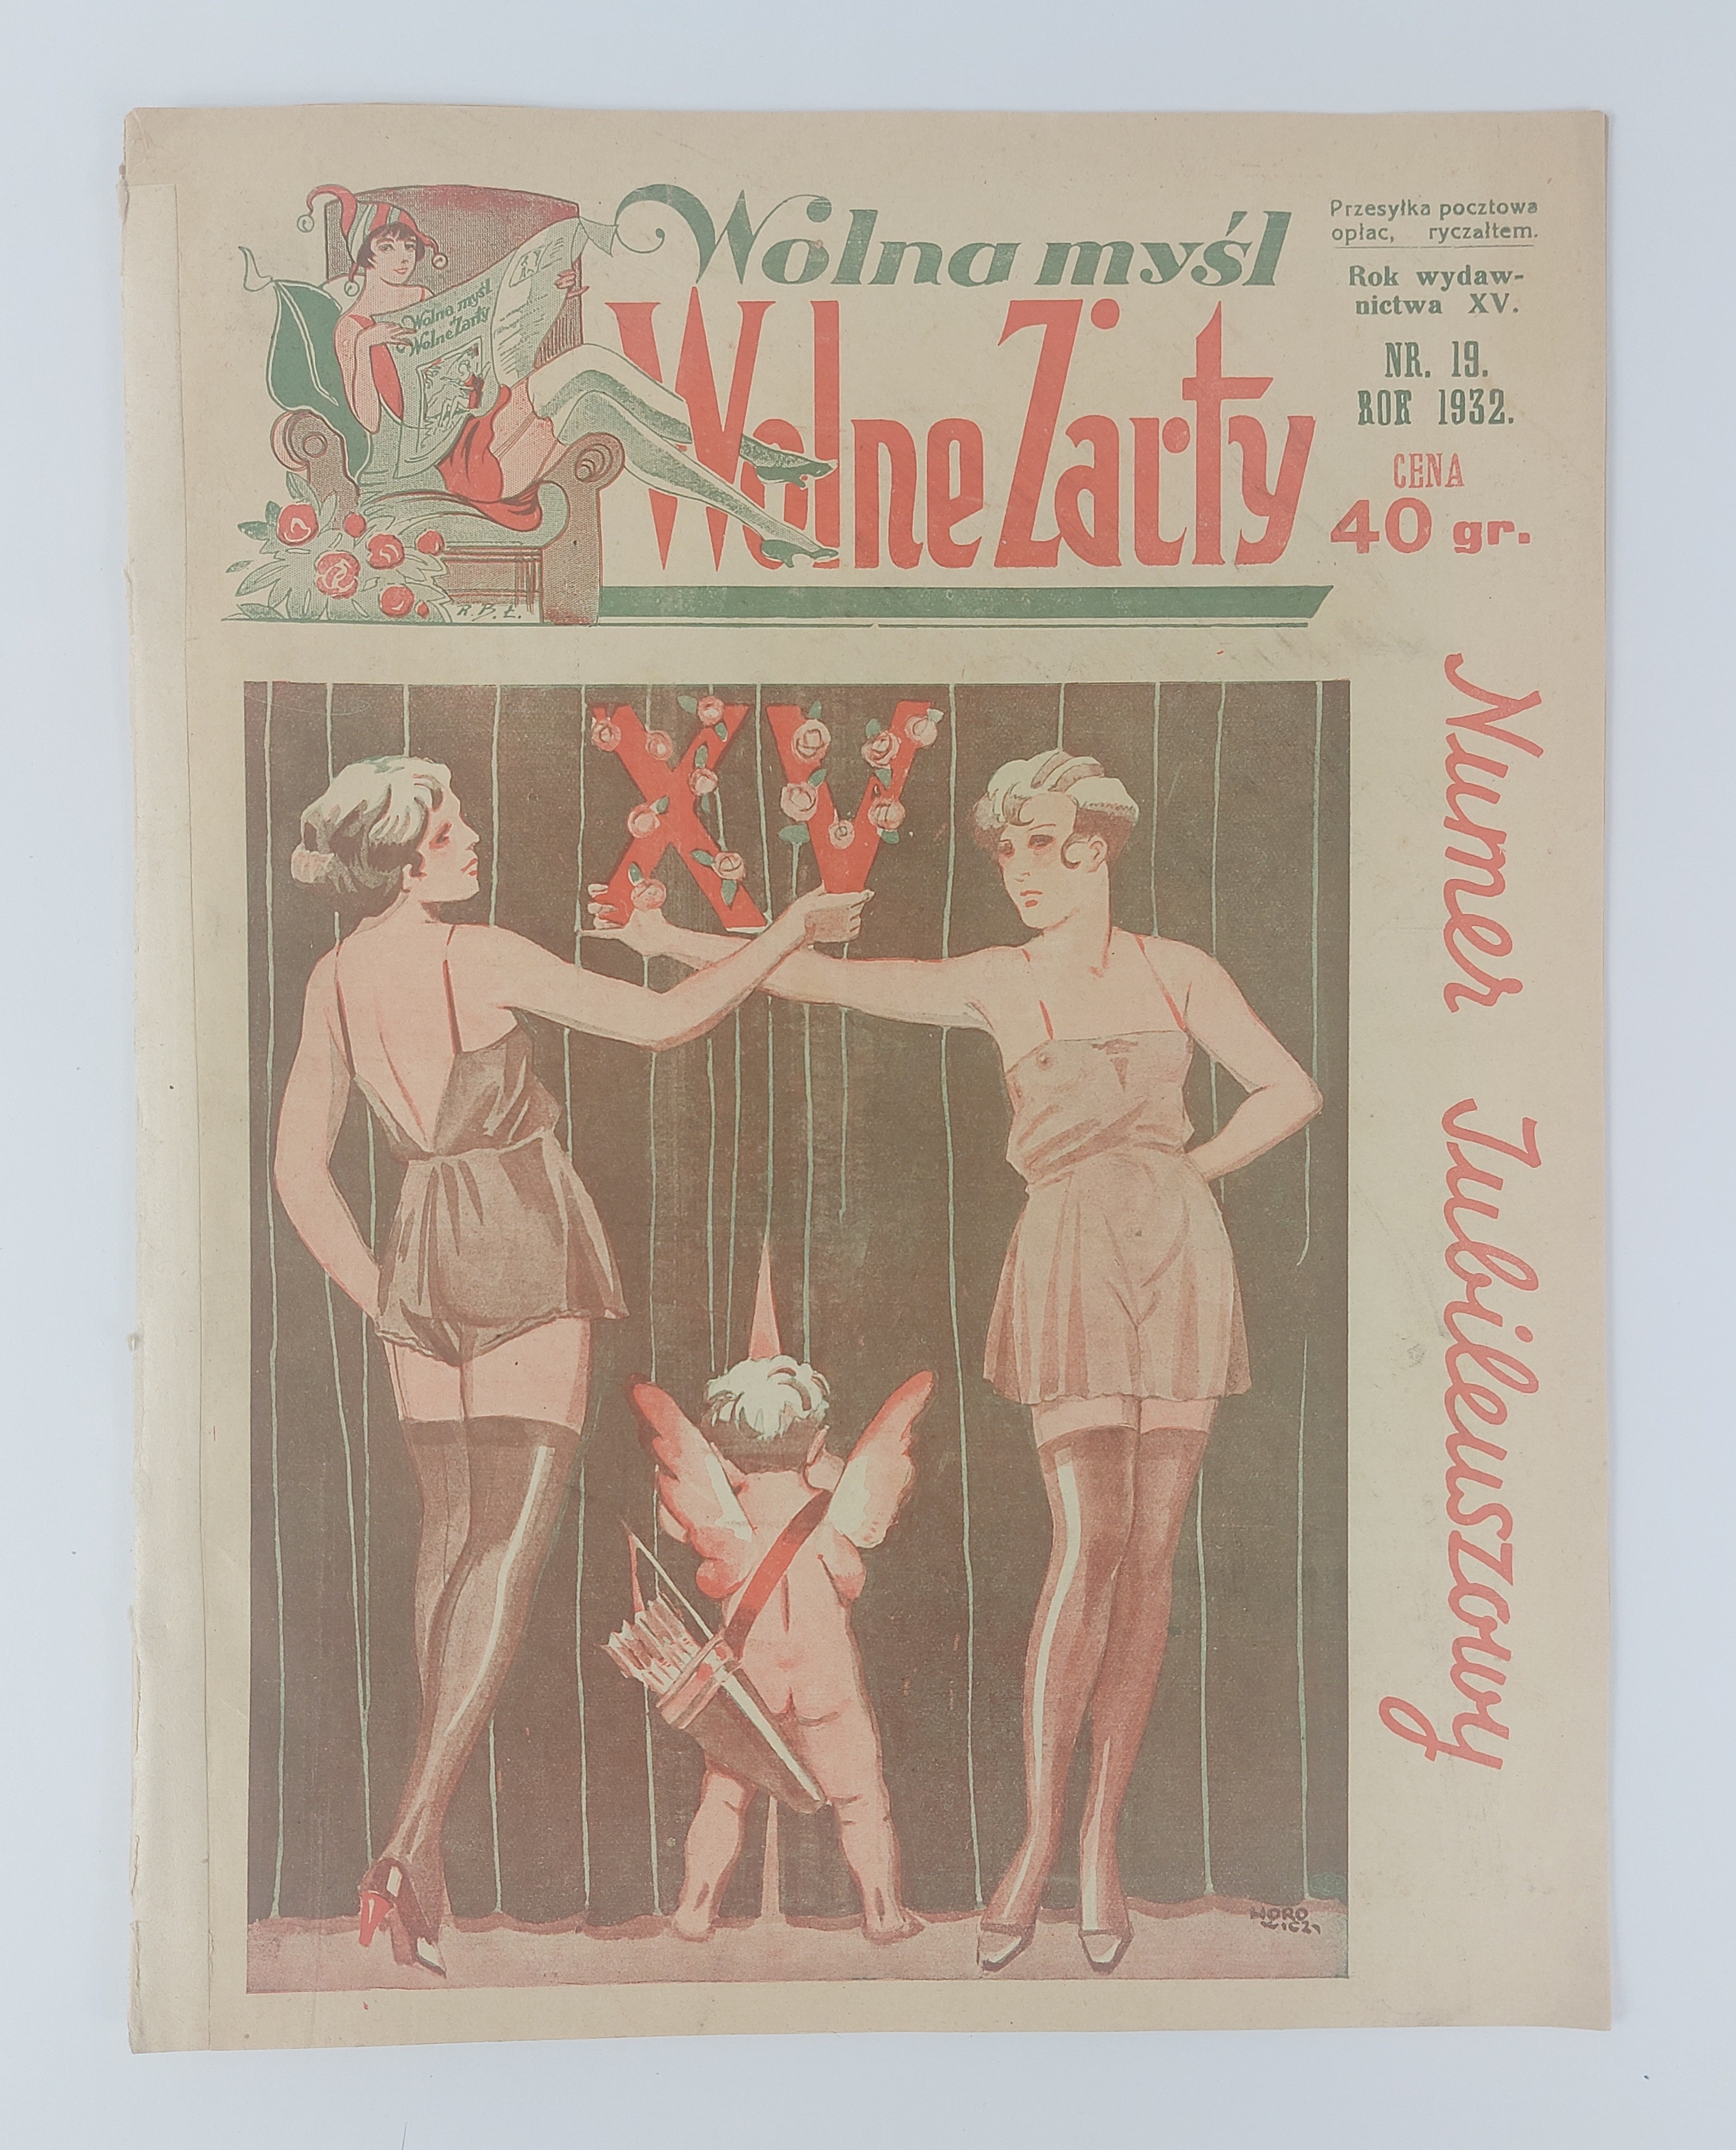 Wolna myśl
Wolne Żarty
Przesyłka pocztowa
opłac, ryczałtem.
Rok wydaw-
nictwa XV.
NR. 19.
ROK 1932.
CENA
40 gr.
Wolna myśl
Wolne Żarty
R.B.Ł.
Numer Jubileuszowy
XV
HORO
WICZ